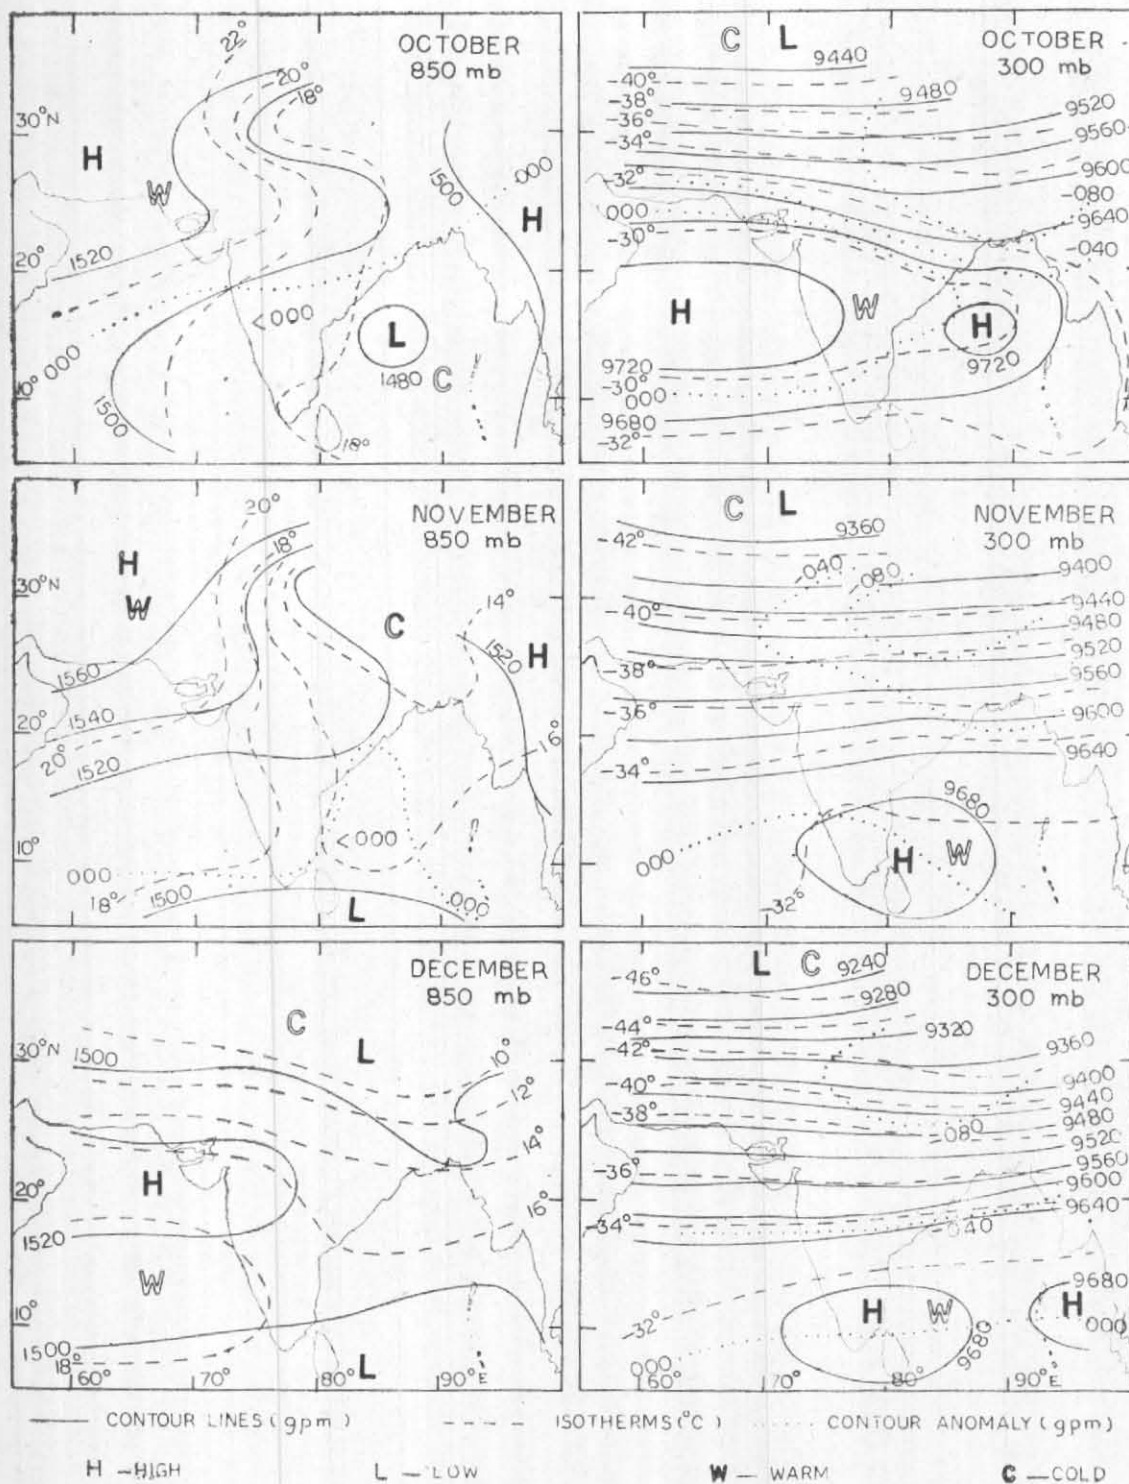 OCTOBER
850 mb
22°
20°
18°
30°N
H
W
1500
000
H
20°
1520
<000
L
000
10°
1480 C
1500
18°
C L
OCTOBER
300 mb
9440
-40°
-38°
9480
9520
-36°
9560
-34°
9600
-32°
-080
000
9640
-30°
-040
H
W
H
9720
9720
-30°
000
9680
-32°
NOVEMBER
850 mb
20°
18°
H
30°N
W
14°
C
1520
H
1560
1540
20°
20°
16°
1520
<000
10°
000
18°
1500
L
000
C L
NOVEMBER
300 mb
9360
-42°
-040
-080
9400
-40°
9440
9480
9520
-38°
9560
-36°
9600
9640
-34°
9680
000
H W
-32°
DECEMBER
850 mb
C
L
30°N
1500
10°
12°
14°
H
20°
16°
1520
W
10°
1500
18°
L
60° 70° 80° 90°E
L C
DECEMBER
300 mb
9240
-46°
9280
-44°
9320
-42°
9360
-40°
9400
9440
-38°
9480
-080
9520
9560
-36°
9600
9640
-34°
040
9680
H W
H
-32°
000
9680
000
60° 70° 80° 90°E
CONTOUR LINES (gpm) ISOTHERMS (°C) CONTOUR ANOMALY (gpm)
H — HIGH L — LOW W — WARM C — COLD